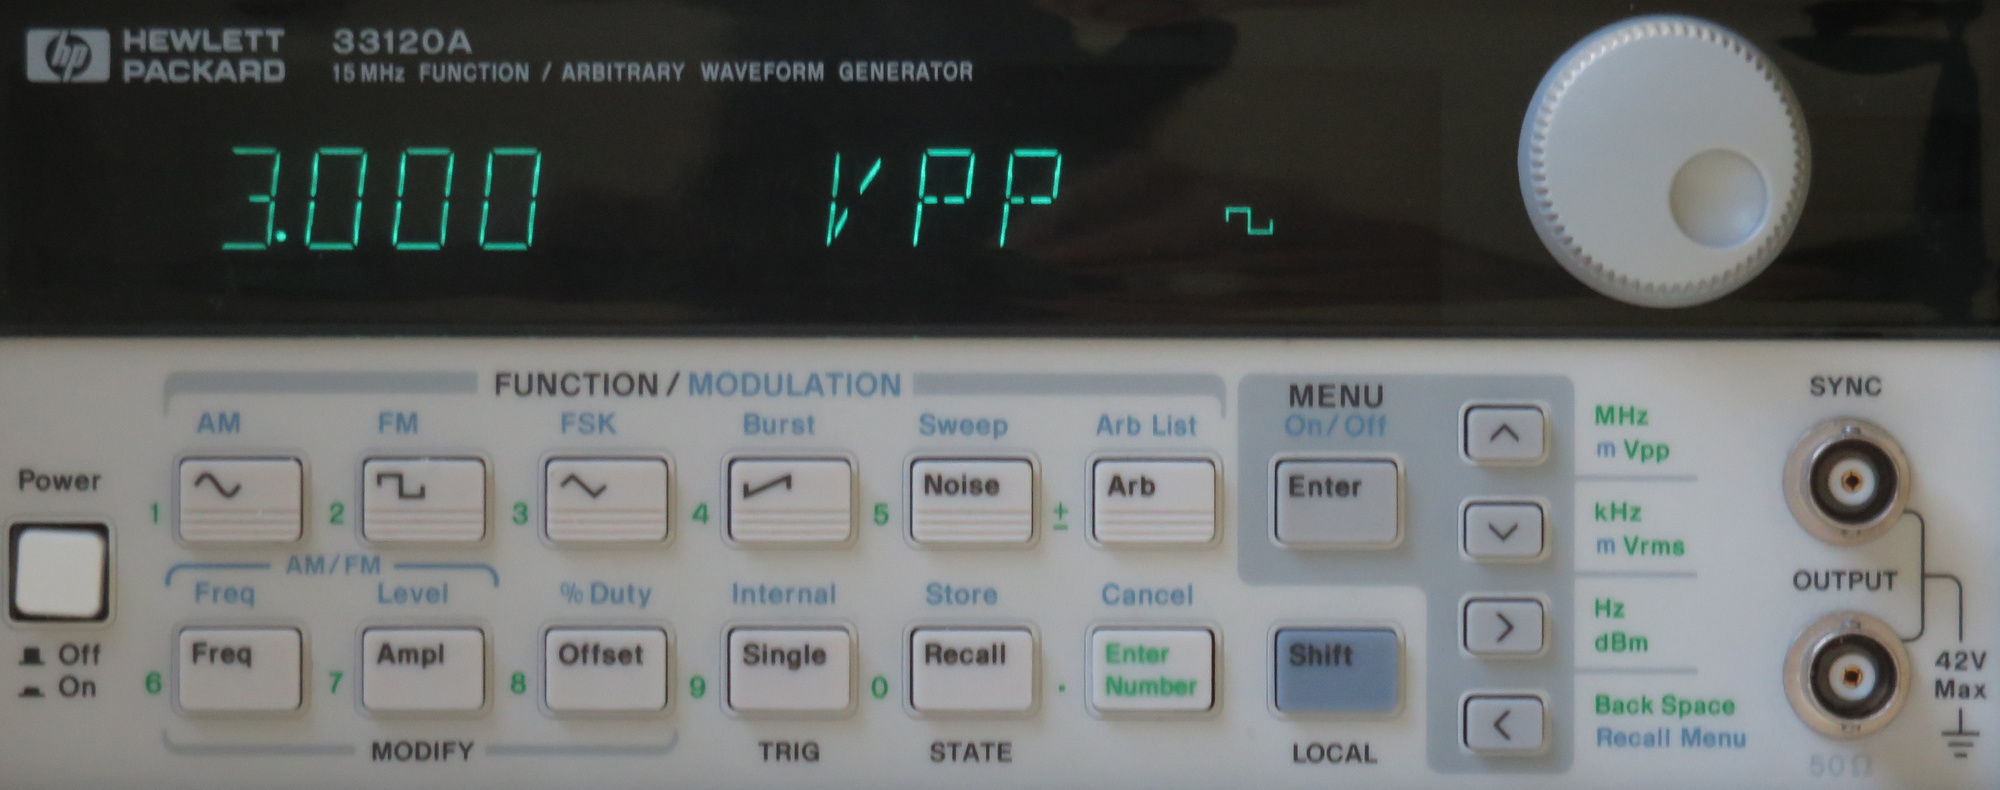 hp HEWLETT PACKARD 33120A
15 MHz FUNCTION / ARBITRARY WAVEFORM GENERATOR
3.000 VPP
FUNCTION / MODULATION
AM FM FSK Burst Sweep Arb List
1 2 3 4 5 Noise ± Arb
AM/FM
Freq Level % Duty Internal Store Cancel
6 Freq 7 Ampl 8 Offset 9 Single 0 Recall . Enter Number
MODIFY TRIG STATE
Power
Off
On
MENU
On/Off
Enter
Shift
LOCAL
MHz
m Vpp
kHz
m Vrms
Hz
dBm
Back Space
Recall Menu
SYNC
OUTPUT
42V
Max
50Ω